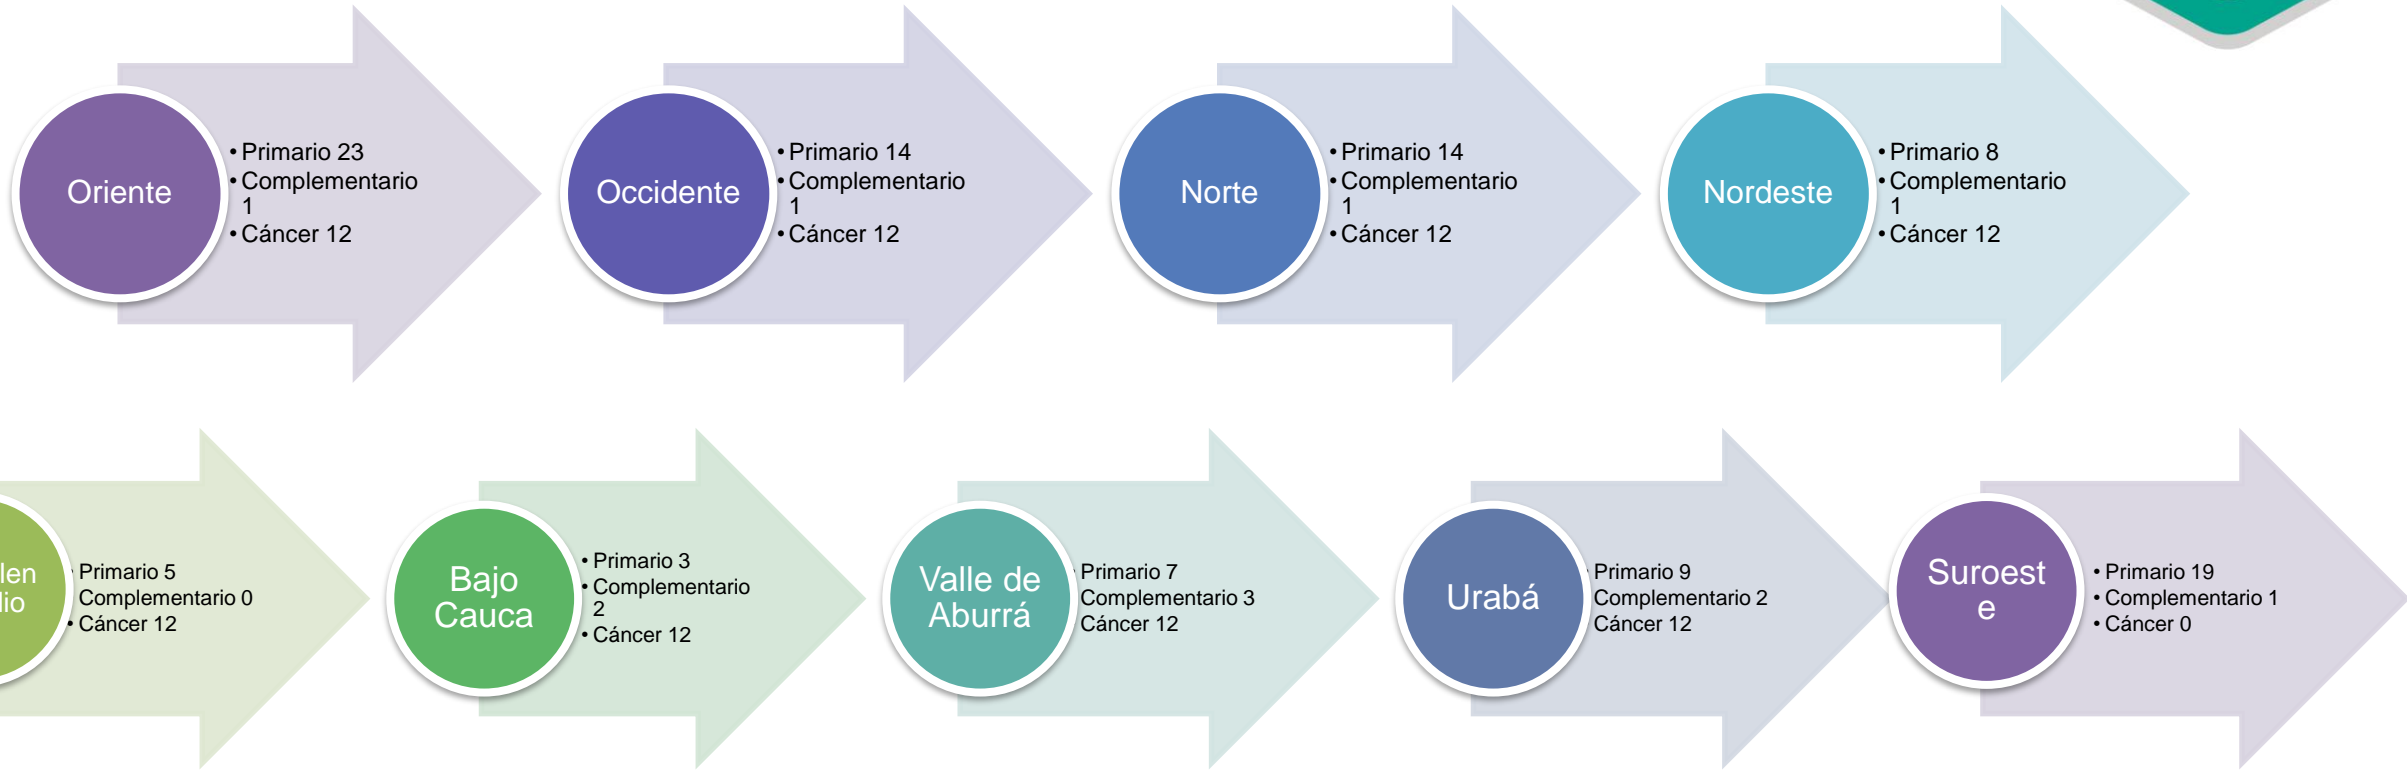 Oriente
• Primario 23
• Complementario
1
• Cáncer 12
Occidente
• Primario 14
• Complementario
1
• Cáncer 12
Norte
• Primario 14
• Complementario
1
• Cáncer 12
Nordeste
• Primario 8
• Complementario
1
• Cáncer 12
len
lio
• Primario 5
Complementario 0
• Cáncer 12
Bajo
Cauca
• Primario 3
• Complementario
2
• Cáncer 12
Valle de
Aburrá
Primario 7
Complementario 3
Cáncer 12
Urabá
Primario 9
Complementario 2
Cáncer 12
Suroest
e
• Primario 19
• Complementario 1
• Cáncer 0